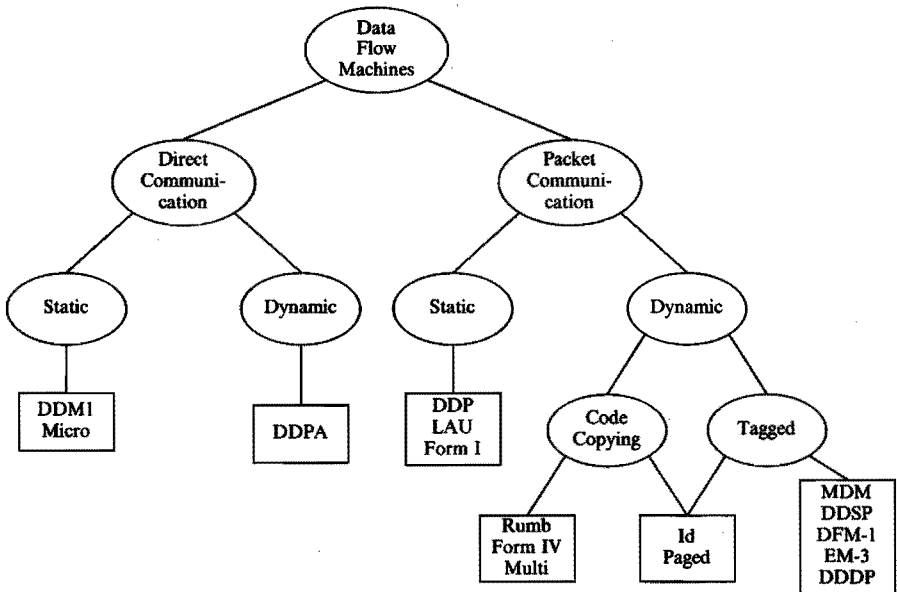 Data
Flow
Machines
Direct
Communi-
cation
Packet
Communi-
cation
Static
Dynamic
Static
Dynamic
DDM1
Micro
DDPA
DDP
LAU
Form I
Code
Copying
Tagged
Rumb
Form IV
Multi
Id
Paged
MDM
DDSP
DFM-1
EM-3
DDDP